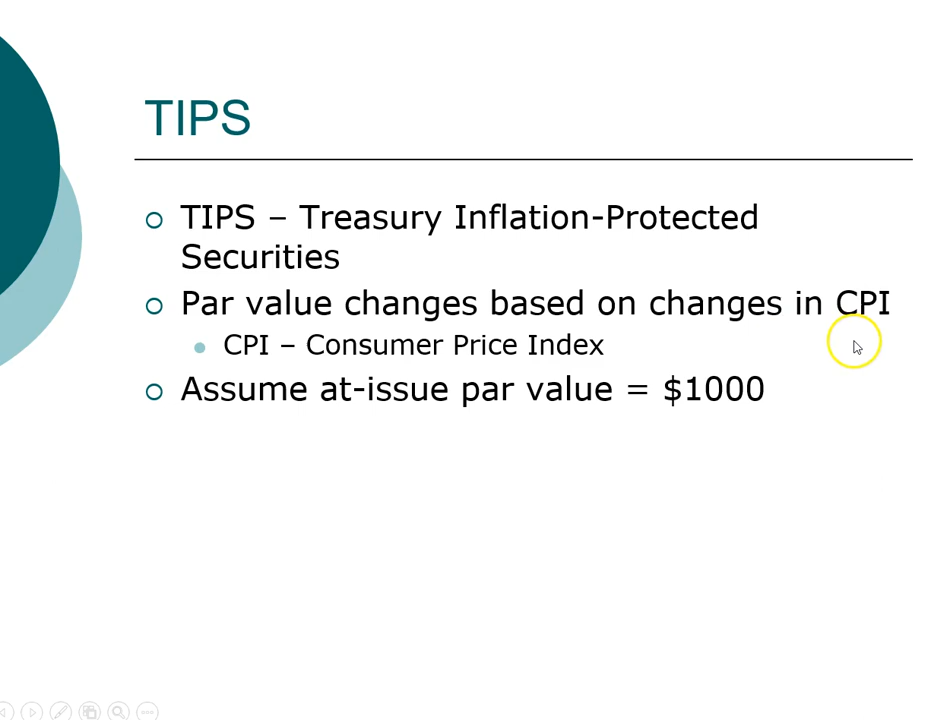 TIPS
TIPS – Treasury Inflation-Protected
Securities
Par value changes based on changes in CPI
CPI – Consumer Price Index
Assume at-issue par value = $1000